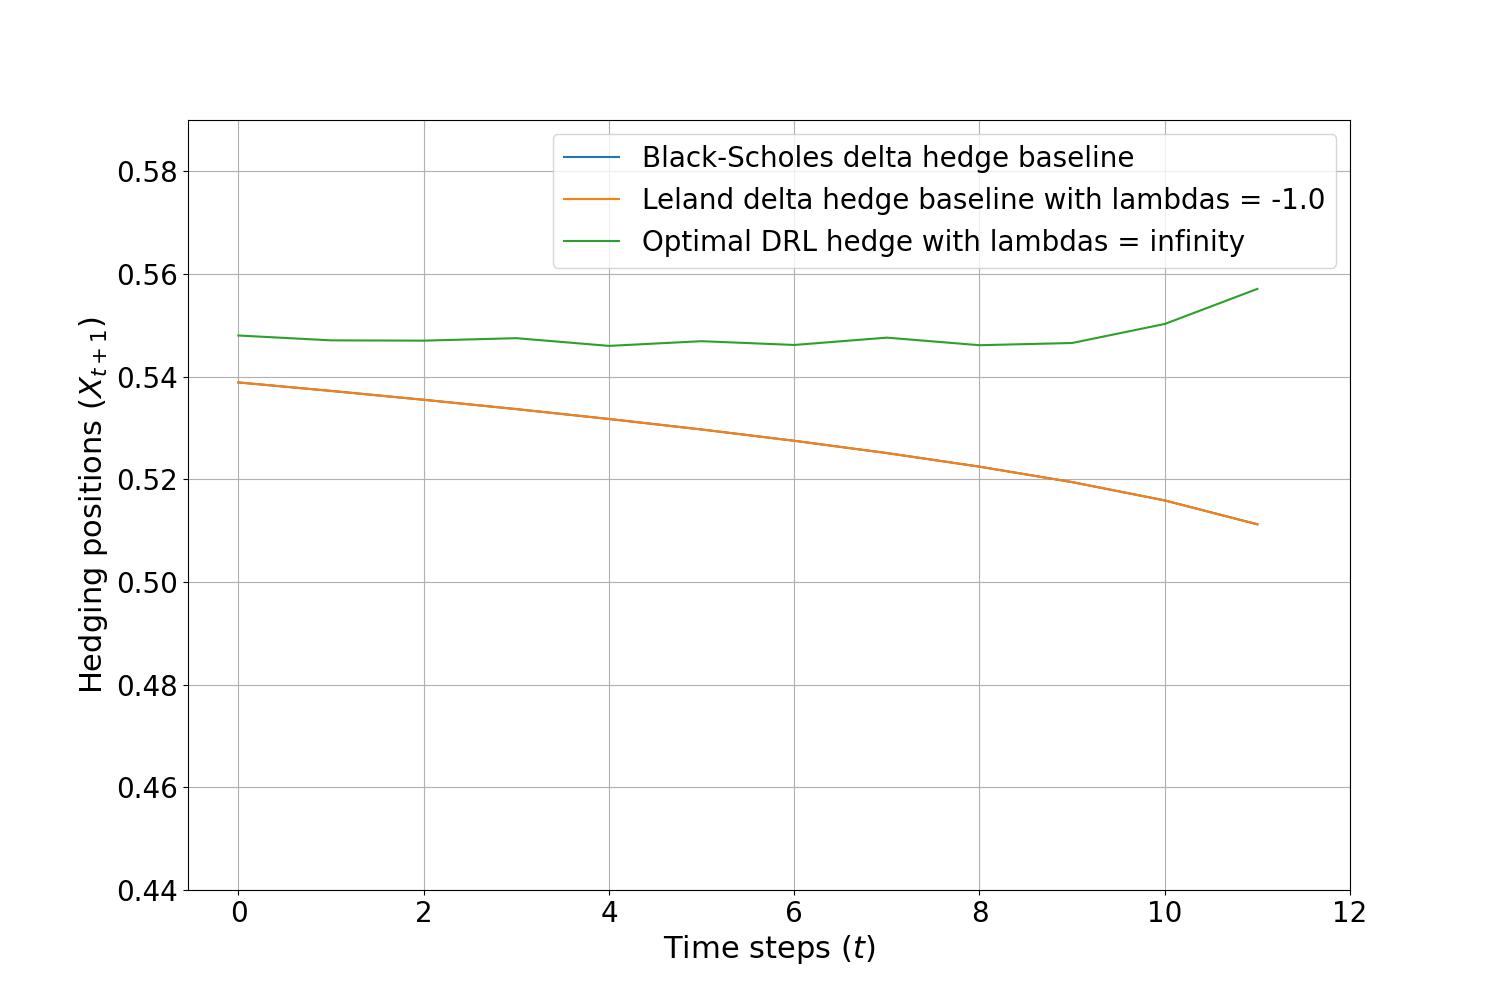 Black-Scholes delta hedge baseline
Leland delta hedge baseline with lambdas = -1.0
Optimal DRL hedge with lambdas = infinity
0.58
0.56
0.54
0.52
0.50
0.48
0.46
0.44
Hedging positions (X_{t+1})
0 2 4 6 8 10 12
Time steps (t)